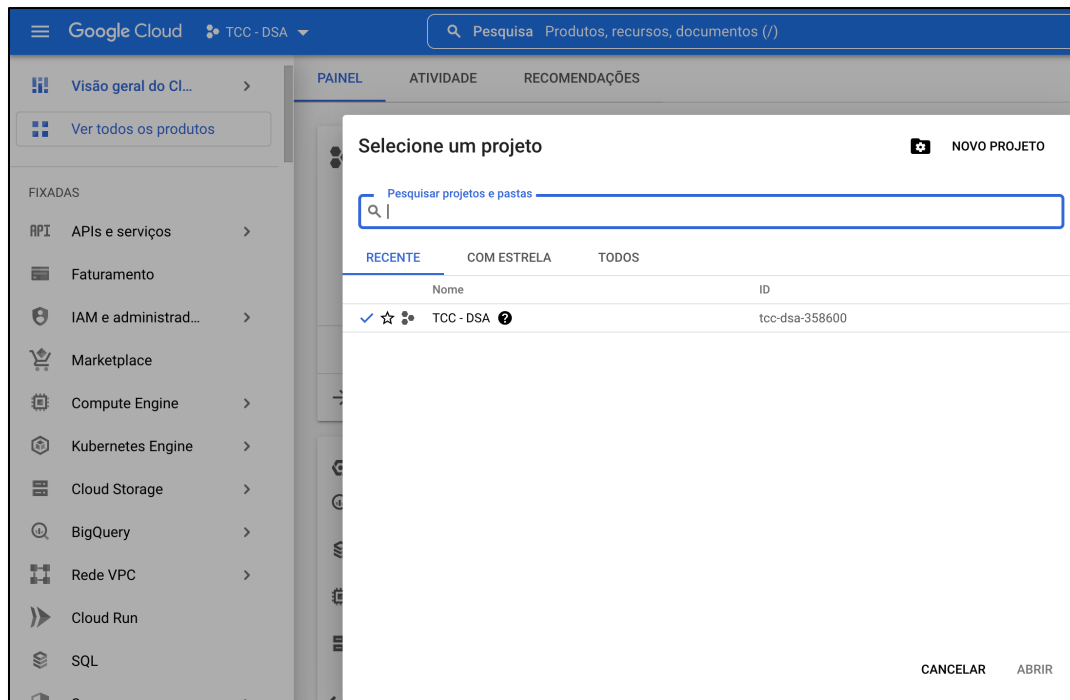 Google Cloud
TCC - DSA
Pesquisa Produtos, recursos, documentos (/)
Visão geral do Cl...
Ver todos os produtos
FIXADAS
API APIs e serviços
Faturamento
IAM e administrad...
Marketplace
Compute Engine
Kubernetes Engine
Cloud Storage
BigQuery
Rede VPC
Cloud Run
SQL
PAINEL ATIVIDADE RECOMENDAÇÕES
Selecione um projeto
NOVO PROJETO
Pesquisar projetos e pastas
RECENTE COM ESTRELA TODOS
Nome ID
TCC - DSA tcc-dsa-358600
CANCELAR ABRIR